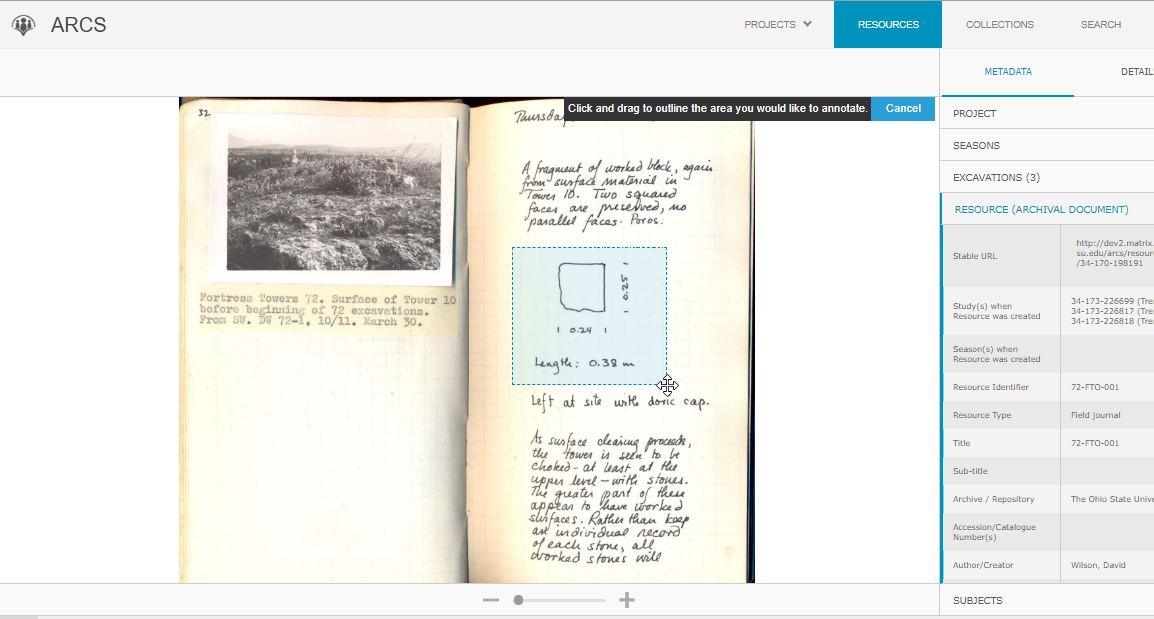 ARCS
PROJECTS
RESOURCES
COLLECTIONS
SEARCH
METADATA
DETAIL
Click and drag to outline the area you would like to annotate.
Cancel
32
Fortress Towers 72. Surface of Tower 10
before beginning of 72 excavations.
From SW. DW 72-1, 10/11. March 30.
Thursday
A fragment of worked block, again
from surface material in
Tower 10. Two squared
faces are preserved, no
parallel faces. Poros.
0.25
0.24
Length: 0.38 m
Left at site with doric cap.
As surface clearing proceeds,
the tower is seen to be
choked - at least at the
upper level - with stones.
The greater part of these
appear to have worked
surfaces. Rather than keep
an individual record
of each stone, all
worked stones will
PROJECT
SEASONS
EXCAVATIONS (3)
RESOURCE (ARCHIVAL DOCUMENT)
Stable URL
http://dev2.matrix.
su.edu/arcs/resour
/34-170-198191
Study(s) when
Resource was created
34-173-226699 (Tre
34-173-226817 (Tre
34-173-226818 (Tre
Season(s) when
Resource was created
Resource Identifier
72-FTO-001
Resource Type
Field journal
Title
72-FTO-001
Sub-title
Archive / Repository
The Ohio State Unive
Accession/Catalogue
Number(s)
Author/Creator
Wilson, David
SUBJECTS